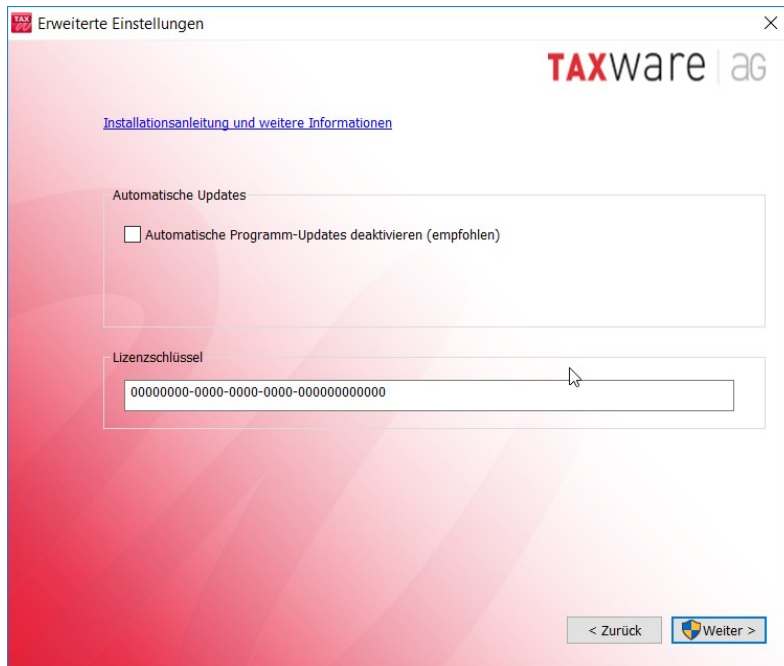 TAX
Erweiterte Einstellungen
TAXware | aG
Installationsanleitung und weitere Informationen
Automatische Updates
Automatische Programm-Updates deaktivieren (empfohlen)
Lizenzschlüssel
00000000-0000-0000-0000-000000000000
< Zurück
Weiter >